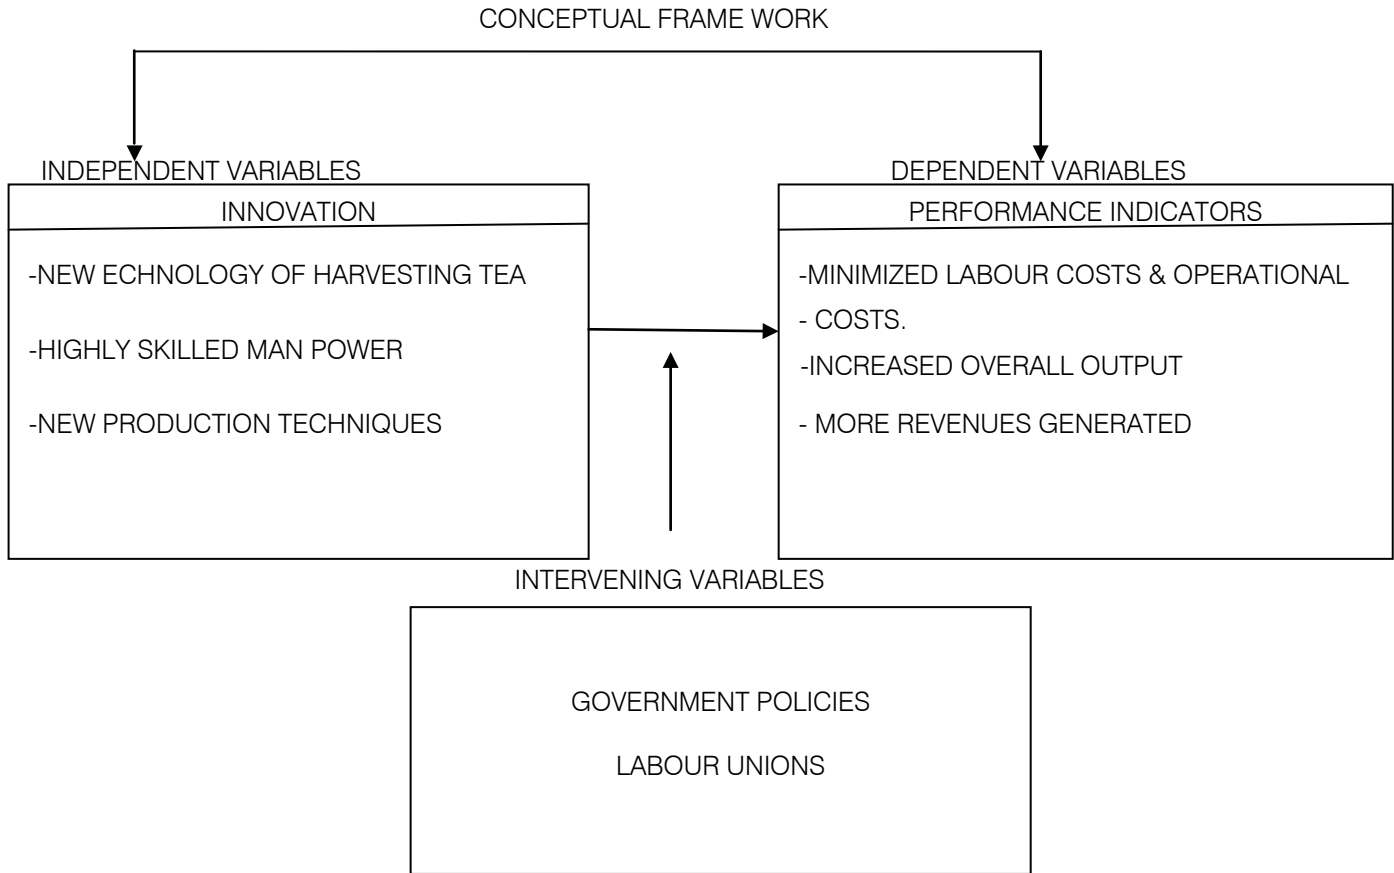 CONCEPTUAL FRAME WORK
INDEPENDENT VARIABLES
INNOVATION
-NEW ECHNOLOGY OF HARVESTING TEA
-HIGHLY SKILLED MAN POWER
-NEW PRODUCTION TECHNIQUES
DEPENDENT VARIABLES
PERFORMANCE INDICATORS
-MINIMIZED LABOUR COSTS & OPERATIONAL
- COSTS.
-INCREASED OVERALL OUTPUT
- MORE REVENUES GENERATED
INTERVENING VARIABLES
GOVERNMENT POLICIES
LABOUR UNIONS